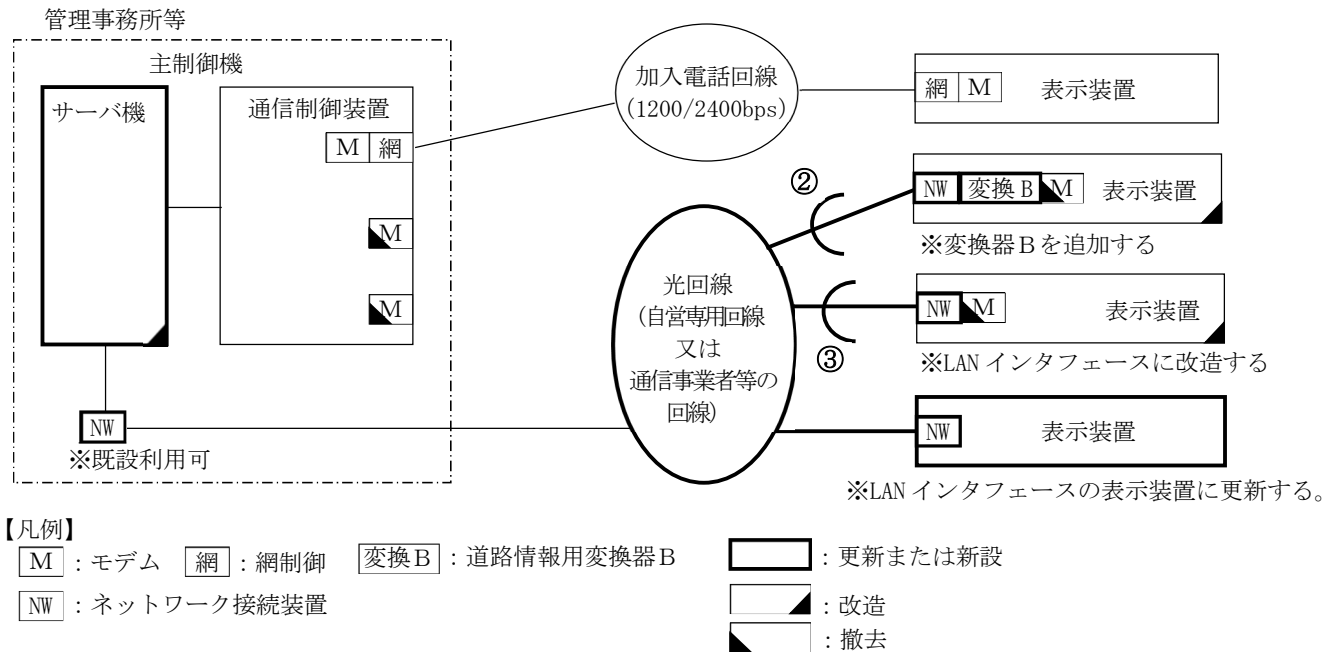 管理事務所等
主制御機
サーバ機
通信制御装置
M 網
M
M
NW
※既設利用可
加入電話回線
(1200/2400bps)
網 M 表示装置
②
NW 変換B M 表示装置
※変換器Bを追加する
光回線
(自営専用回線
又は
通信事業者等の
回線)
③
NW M 表示装置
※LANインタフェースに改造する
NW 表示装置
※LANインタフェースの表示装置に更新する。
【凡例】
M：モデム 網：網制御 変換B：道路情報用変換器B ：更新または新設
NW：ネットワーク接続装置 ：改造
：撤去